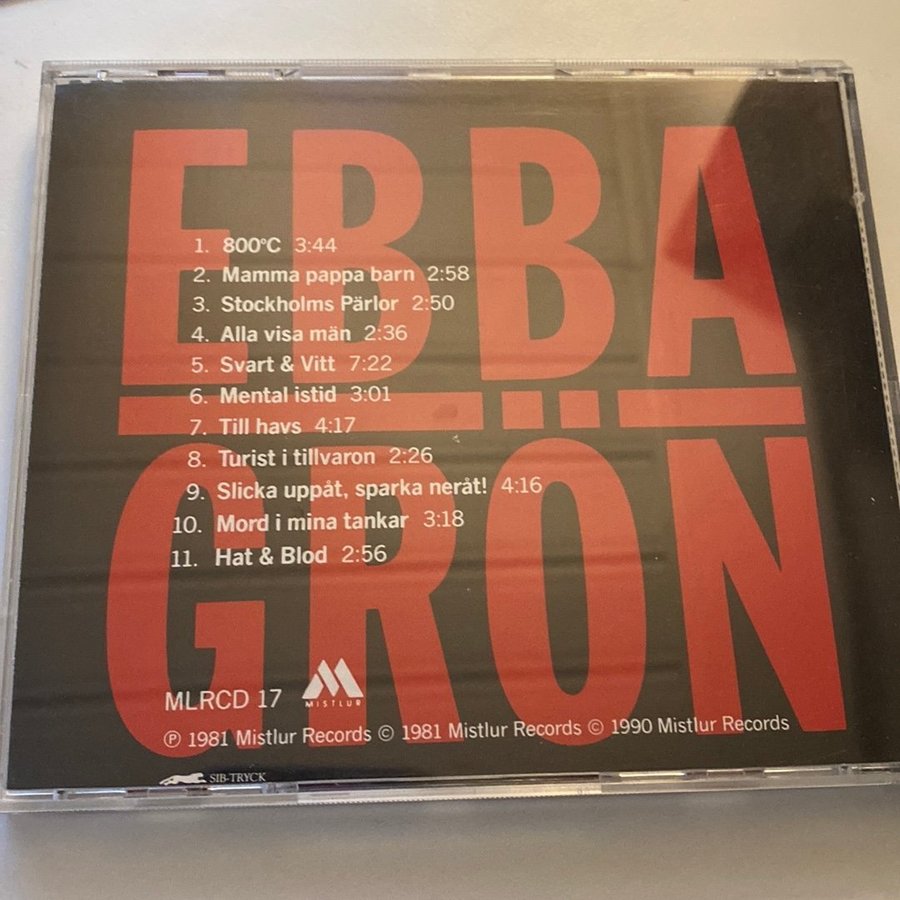 EBBA
GRÖN
1. 800°C 3:44
2. Mamma pappa barn 2:58
3. Stockholms Pärlor 2:50
4. Alla visa män 2:36
5. Svart & Vitt 7:22
6. Mental istid 3:01
7. Till havs 4:17
8. Turist i tillvaron 2:26
9. Slicka uppåt, sparka neråt! 4:16
10. Mord i mina tankar 3:18
11. Hat & Blod 2:56
MLRCD 17
MISTLUR
℗ 1981 Mistlur Records © 1981 Mistlur Records © 1990 Mistlur Records
SIB-TRYCK